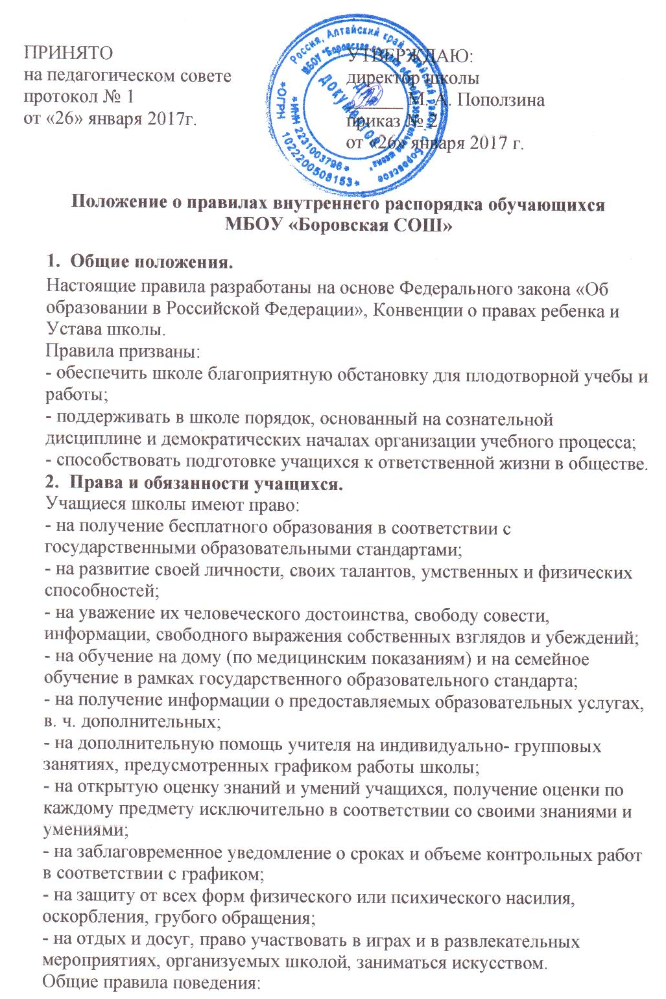 ПРИНЯТО
на педагогическом совете
протокол № 1
от «26» января 2017г.
УТВЕРЖДАЮ:
директор школы
М. А. Поползина
приказ № 2
от «26» января 2017 г.
Россия, Алтайский край, район, с. Боровское
*ОГРН 1022200508153*
МБОУ "Боровская средняя общеобразовательная школа"
*ИНН 2231003796*
ДЛЯ
ДОКУМЕНТОВ
Положение о правилах внутреннего распорядка обучающихся
МБОУ «Боровская СОШ»
1. Общие положения.
Настоящие правила разработаны на основе Федерального закона «Об
образовании в Российской Федерации», Конвенции о правах ребенка и
Устава школы.
Правила призваны:
- обеспечить школе благоприятную обстановку для плодотворной учебы и
работы;
- поддерживать в школе порядок, основанный на сознательной
дисциплине и демократических началах организации учебного процесса;
- способствовать подготовке учащихся к ответственной жизни в обществе.
2. Права и обязанности учащихся.
Учащиеся школы имеют право:
- на получение бесплатного образования в соответствии с
государственными образовательными стандартами;
- на развитие своей личности, своих талантов, умственных и физических
способностей;
- на уважение их человеческого достоинства, свободу совести,
информации, свободного выражения собственных взглядов и убеждений;
- на обучение на дому (по медицинским показаниям) и на семейное
обучение в рамках государственного образовательного стандарта;
- на получение информации о предоставляемых образовательных услугах,
в. ч. дополнительных;
- на дополнительную помощь учителя на индивидуально- групповых
занятиях, предусмотренных графиком работы школы;
- на открытую оценку знаний и умений учащихся, получение оценки по
каждому предмету исключительно в соответствии со своими знаниями и
умениями;
- на заблаговременное уведомление о сроках и объеме контрольных работ
в соответствии с графиком;
- на защиту от всех форм физического или психического насилия,
оскорбления, грубого обращения;
- на отдых и досуг, право участвовать в играх и в развлекательных
мероприятиях, организуемых школой, заниматься искусством.
Общие правила поведения: